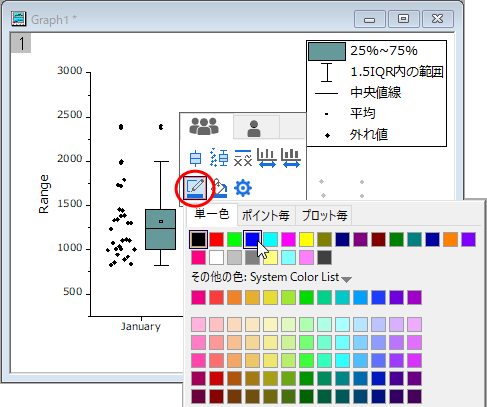 Graph1 *
1
25%~75%
1.5IQR内の範囲
中央値線
平均
外れ値
3000
2500
2000
1500
1000
500
Range
January
単一色 ポイント毎 プロット毎
その他の色: System Color List